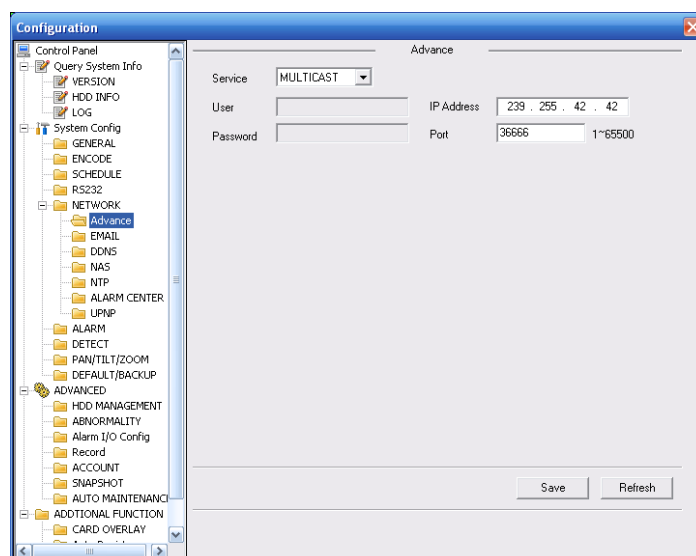 Configuration
Control Panel
Query System Info
VERSION
HDD INFO
LOG
System Config
GENERAL
ENCODE
SCHEDULE
RS232
NETWORK
Advance
EMAIL
DDNS
NAS
NTP
ALARM CENTER
UPNP
ALARM
DETECT
PAN/TILT/ZOOM
DEFAULT/BACKUP
ADVANCED
HDD MANAGEMENT
ABNORMALITY
Alarm I/O Config
Record
ACCOUNT
SNAPSHOT
AUTO MAINTENANC
ADDTIONAL FUNCTION
CARD OVERLAY
Advance
Service MULTICAST
User IP Address 239 . 255 . 42 . 42
Password Port 36666 1~65500
Save Refresh